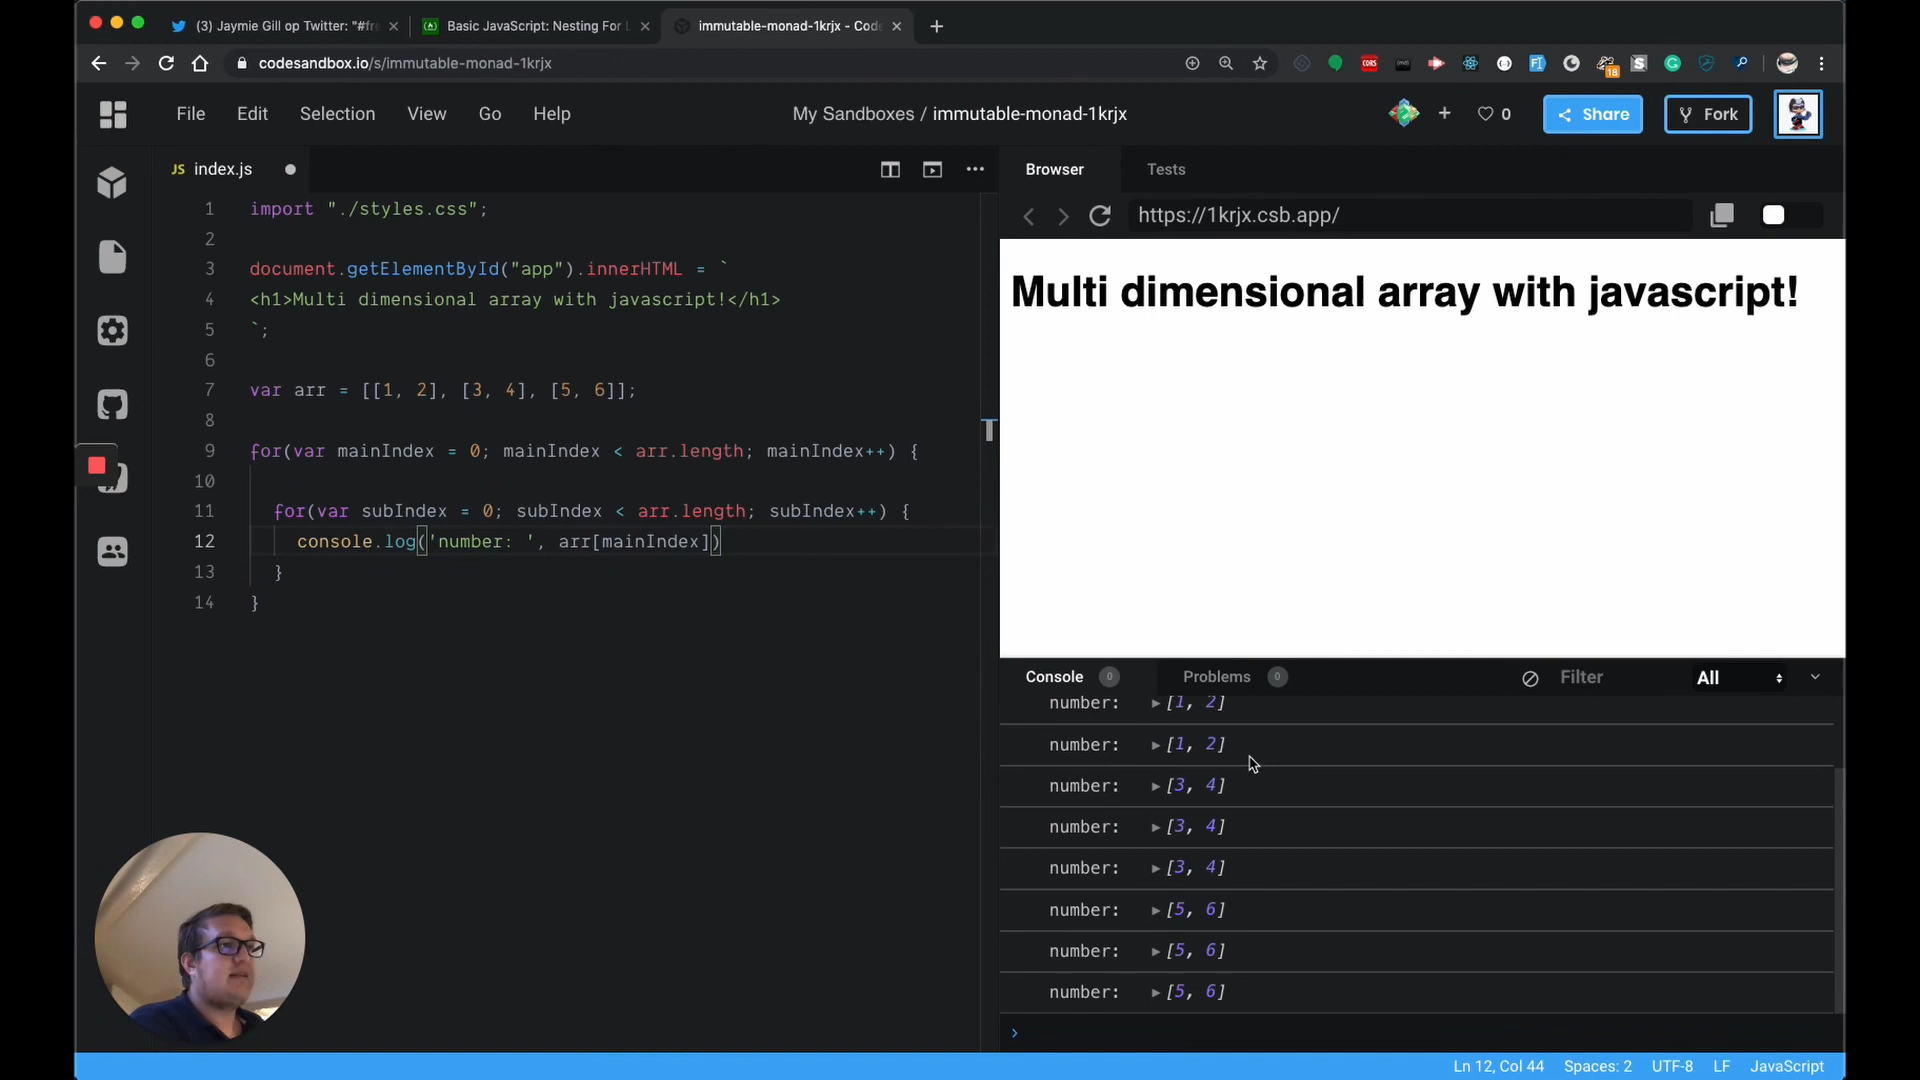 (3) Jaymie Gill op Twitter: "#fre
Basic JavaScript: Nesting For L
immutable-monad-1krjx - Code
codesandbox.io/s/immutable-monad-1krjx
CORS
18
File Edit Selection View Go Help
My Sandboxes / immutable-monad-1krjx
0
Share
Fork
JS index.js
Browser
Tests
https://1krjx.csb.app/
1 import "./styles.css";
2
3 document.getElementById("app").innerHTML = `
4 <h1>Multi dimensional array with javascript!</h1>
5 `;
6
7 var arr = [[1, 2], [3, 4], [5, 6]];
8
9 for(var mainIndex = 0; mainIndex < arr.length; mainIndex++) {
10
11 for(var subIndex = 0; subIndex < arr.length; subIndex++) {
12 console.log('number: ', arr[mainIndex])
13 }
14 }
Multi dimensional array with javascript!
Console 0
Problems 0
Filter
All
number: ▶ [1, 2]
number: ▶ [1, 2]
number: ▶ [3, 4]
number: ▶ [3, 4]
number: ▶ [3, 4]
number: ▶ [5, 6]
number: ▶ [5, 6]
number: ▶ [5, 6]
Ln 12, Col 44 Spaces: 2 UTF-8 LF JavaScript